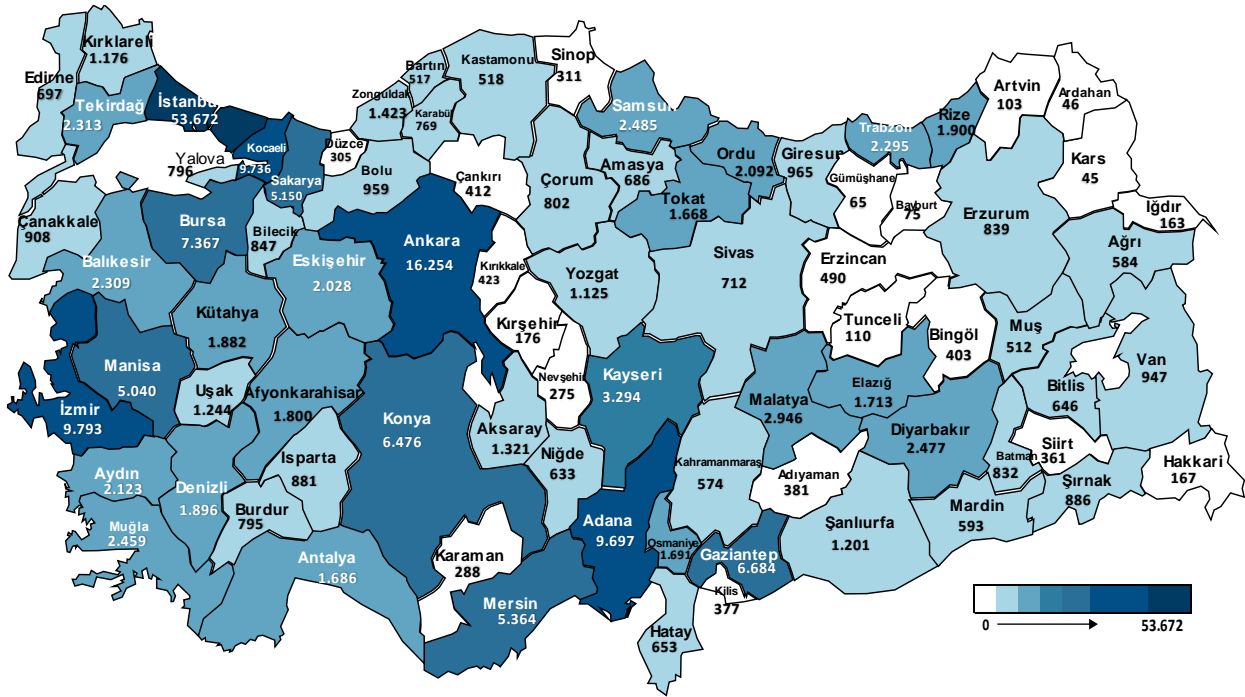 Kırklareli
1.176
Edirne
697
Tekirdağ
2.313
İstanbu
53.672
Kocaeli
9.736
Yalova
796
Sakarya
5.150
Düzce
305
Bolu
959
Zonguldak
1.423
Bartın
517
Karabük
769
Kastamonu
518
Sinop
311
Samsun
2.485
Çankırı
412
Çorum
802
Amasya
686
Tokat
1.668
Ordu
2.092
Giresun
965
Trabzon
2.295
Rize
1.900
Artvin
103
Ardahan
46
Kars
45
Gümüşhane
65
Bayburt
75
Erzurum
839
Iğdır
163
Ağrı
584
Çanakkale
908
Balıkesir
2.309
Bursa
7.367
Bilecik
847
Eskişehir
2.028
Ankara
16.254
Kırıkkale
423
Yozgat
1.125
Sivas
712
Erzincan
490
Tunceli
110
Bingöl
403
Muş
512
Van
947
Bitlis
646
Kütahya
1.882
Manisa
5.040
Uşak
1.244
Afyonkarahisar
1.800
İzmir
9.793
Kırşehir
176
Nevşehir
275
Kayseri
3.294
Malatya
2.946
Elazığ
1.713
Diyarbakır
2.477
Batman
832
Siirt
361
Şırnak
886
Hakkari
167
Aydın
2.123
Denizli
1.896
Isparta
881
Burdur
795
Konya
6.476
Aksaray
1.321
Niğde
633
Kahramanmaraş
574
Adıyaman
381
Şanlıurfa
1.201
Mardin
593
Muğla
2.459
Antalya
1.686
Karaman
288
Mersin
5.364
Adana
9.697
Osmaniye
1.691
Gaziantep
6.684
Kilis
377
Hatay
653
0
53.672